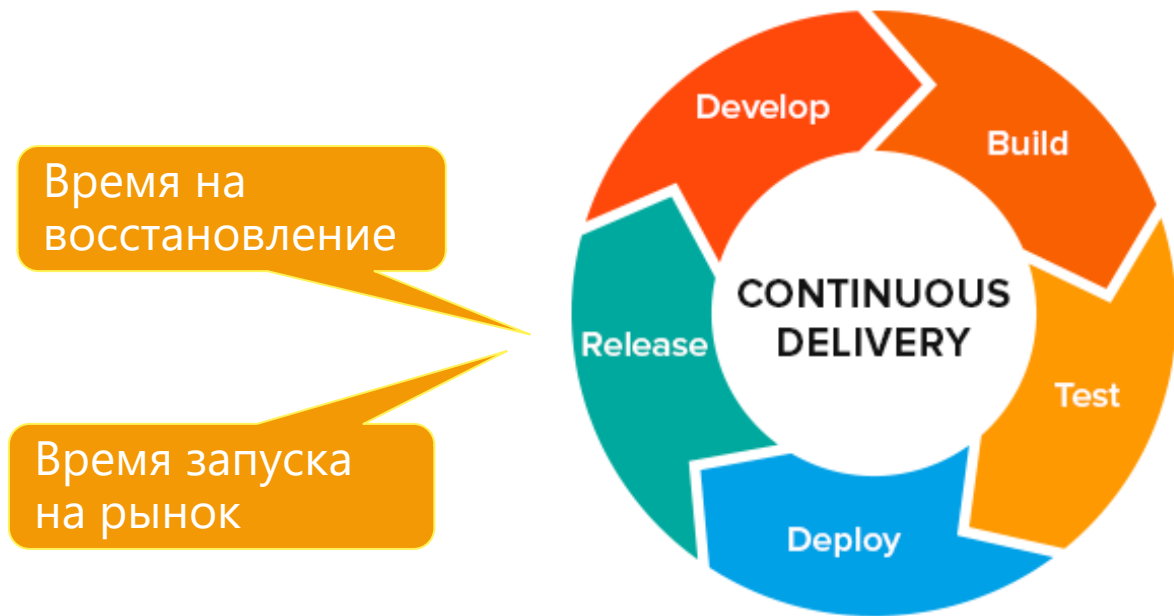 Время на
восстановление
Время запуска
на рынок
Develop
Build
Test
Deploy
Release
CONTINUOUS
DELIVERY